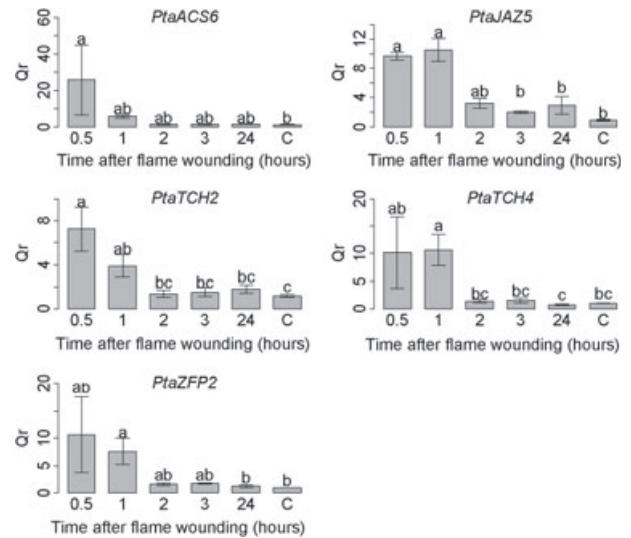 PtaACS6
Qr
60
40
20
0
a
ab
ab
ab
ab
b
0.5 1 2 3 24 C
Time after flame wounding (hours)
PtaJAZ5
Qr
12
8
4
0
a
a
ab
b
b
b
0.5 1 2 3 24 C
Time after flame wounding (hours)
PtaTCH2
Qr
8
4
0
a
ab
bc
bc
bc
c
0.5 1 2 3 24 C
Time after flame wounding (hours)
PtaTCH4
Qr
20
10
5
0
ab
a
bc
bc
c
bc
0.5 1 2 3 24 C
Time after flame wounding (hours)
PtaZFP2
Qr
20
10
5
0
ab
a
ab
ab
b
b
0.5 1 2 3 24 C
Time after flame wounding (hours)